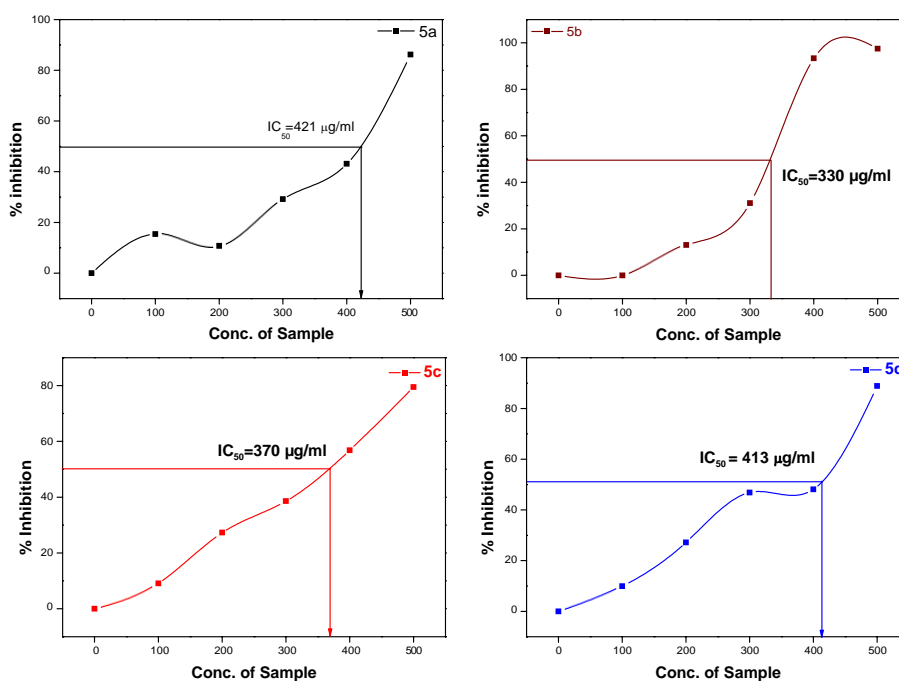 5a
100
80
60
40
20
0
% inhibition
IC50=421 µg/ml
0 100 200 300 400 500
Conc. of Sample
5b
100
80
60
40
20
0
% inhibition
IC50=330 µg/ml
0 100 200 300 400 500
Conc. of Sample
5c
80
60
40
20
0
% Inhibition
IC50=370 µg/ml
0 100 200 300 400 500
Conc. of Sample
5d
100
80
60
40
20
0
% Inhibition
IC50 = 413 µg/ml
0 100 200 300 400 500
Conc. of Sample